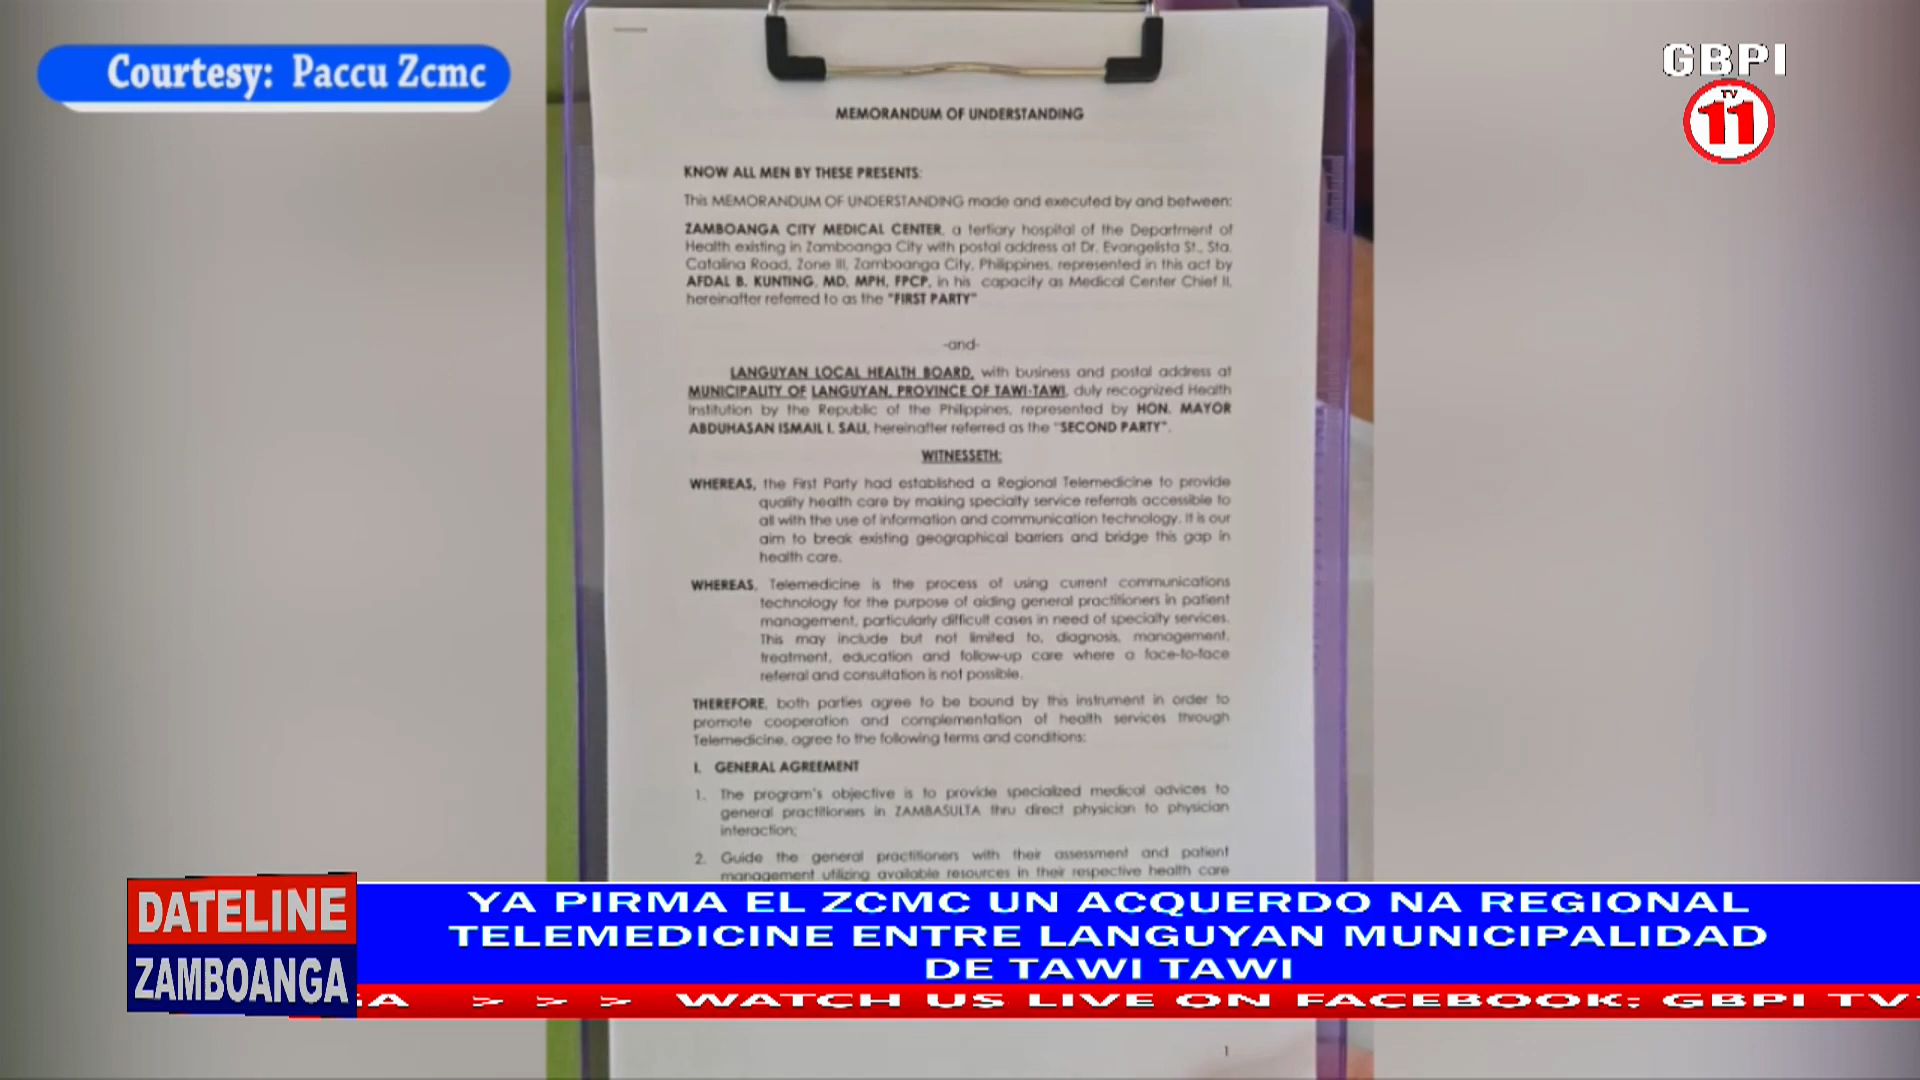 Courtesy: Paccu Zcmc
GBPI
TV
11
MEMORANDUM OF UNDERSTANDING
KNOW ALL MEN BY THESE PRESENTS:
This MEMORANDUM OF UNDERSTANDING made and executed by and between:
ZAMBOANGA CITY MEDICAL CENTER, a tertiary hospital of the Department of
Health existing in Zamboanga City with postal address at Dr. Evangelista St., Sta.
Catalina Road, Zone III, Zamboanga City, Philippines, represented in this act by
AFDAL B. KUNTING, MD, MPH, FPCP, in his capacity as Medical Center Chief II,
hereinafter referred to as the "FIRST PARTY"
-and-
LANGUYAN LOCAL HEALTH BOARD, with business and postal address at
MUNICIPALITY OF LANGUYAN, PROVINCE OF TAWI-TAWI, duly recognized Health
Institution by the Republic of the Philippines, represented by HON. MAYOR
ABDUHASAN ISMAIL I. SALI, hereinafter referred as the "SECOND PARTY".
WITNESSETH:
WHEREAS, the First Party had established a Regional Telemedicine to provide
quality health care by making specialty service referrals accessible to
all with the use of information and communication technology. It is our
aim to break existing geographical barriers and bridge this gap in
health care.
WHEREAS, Telemedicine is the process of using current communications
technology for the purpose of aiding general practitioners in patient
management, particularly difficult cases in need of specialty services.
This may include but not limited to, diagnosis, management,
treatment, education and follow-up care where a face-to-face
referral and consultation is not possible.
THEREFORE, both parties agree to be bound by this instrument in order to
promote cooperation and complementation of health services through
Telemedicine, agree to the following terms and conditions:
I. GENERAL AGREEMENT
1. The program's objective is to provide specialized medical advices to
general practitioners in ZAMBASULTA thru direct physician to physician
interaction;
2. Guide the general practitioners with their assessment and patient
management utilizing available resources in their respective health care
DATELINE
ZAMBOANGA
YA PIRMA EL ZCMC UN ACQUERDO NA REGIONAL
TELEMEDICINE ENTRE LANGUYAN MUNICIPALIDAD
DE TAWI TAWI
GA > > > WATCH US LIVE ON FACEBOOK: GBPI TV
1